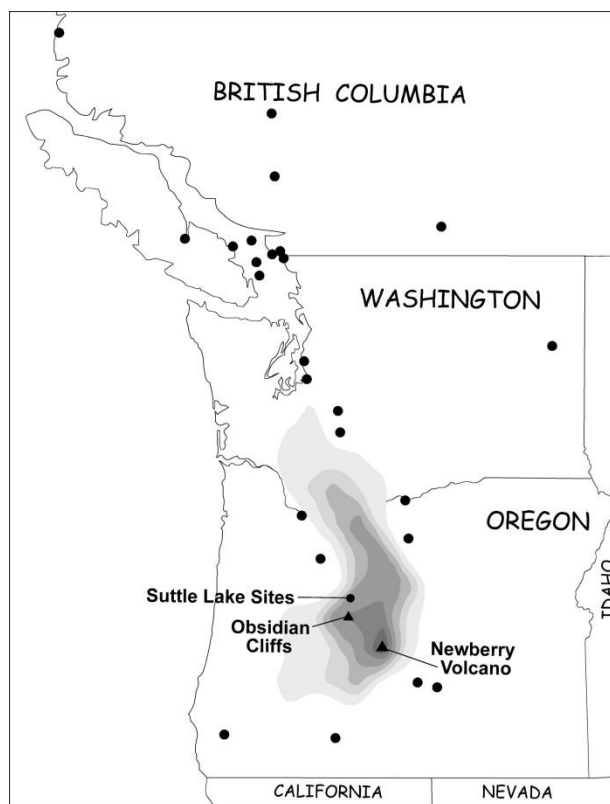 BRITISH COLUMBIA
WASHINGTON
OREGON
IDAHO
Suttle Lake Sites
Obsidian
Cliffs
Newberry
Volcano
CALIFORNIA
NEVADA